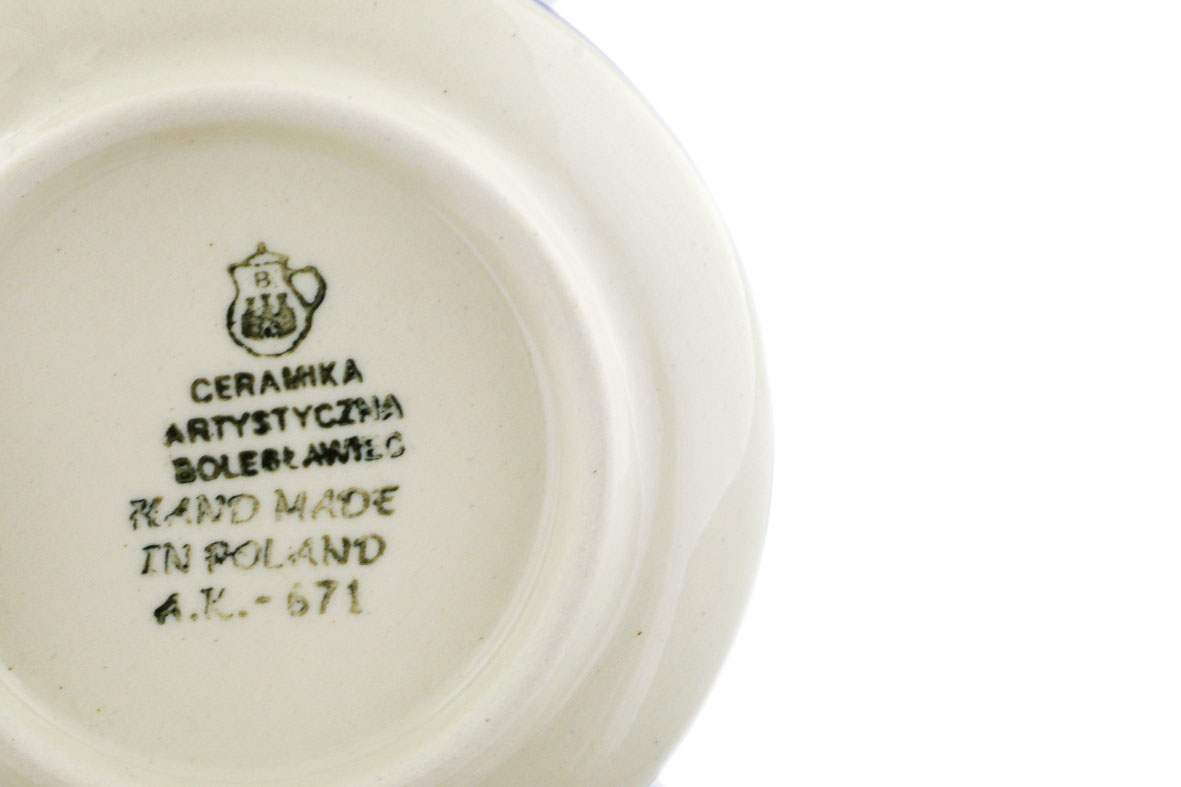 B
CERAMIKA
ARTYSTYCZNA
BOLESŁAWIEC
HAND MADE
IN POLAND
A.K.-671